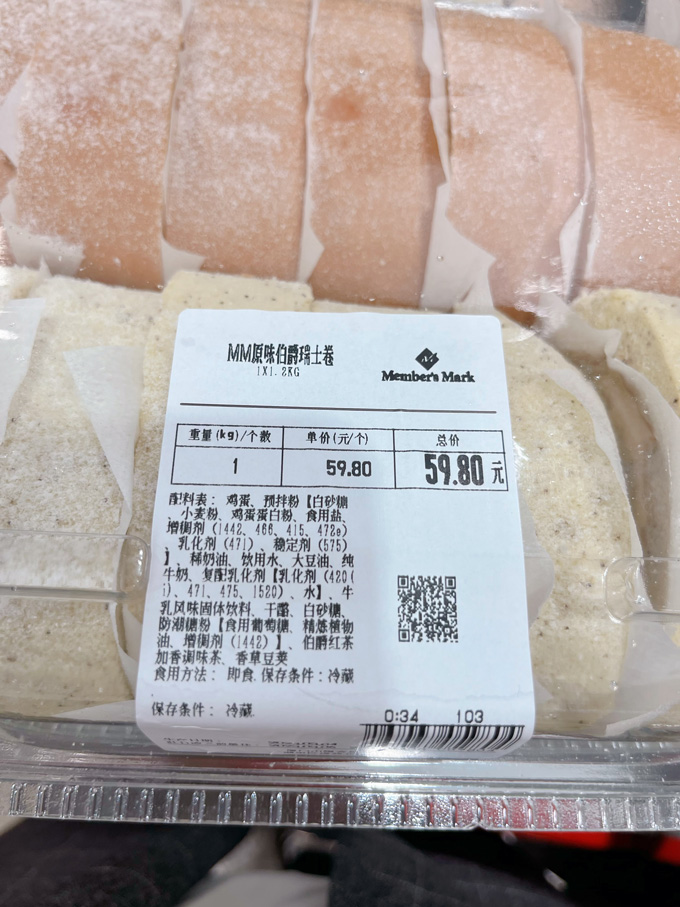 MM原味伯爵瑞士卷
1X1.2KG
Member's Mark
重量(kg)/个数 单价(元/个) 总价
1 59.80 59.80元
配料表： 鸡蛋、预拌粉【白砂糖
、小麦粉、鸡蛋蛋白粉、食用盐、
增稠剂（1442、466、415、472e）
、乳化剂（471）、稳定剂（575）
】、稀奶油、饮用水、大豆油、纯
牛奶、复配乳化剂【乳化剂（420(
i)、471、475、1520）、水】、牛
乳风味固体饮料、干酪、白砂糖、
防潮糖粉【食用葡萄糖、精炼植物
油、增稠剂（1442）】、伯爵红茶
加香调味茶、香草豆荚
食用方法： 即食.保存条件：冷藏
保存条件： 冷藏
0:34 103